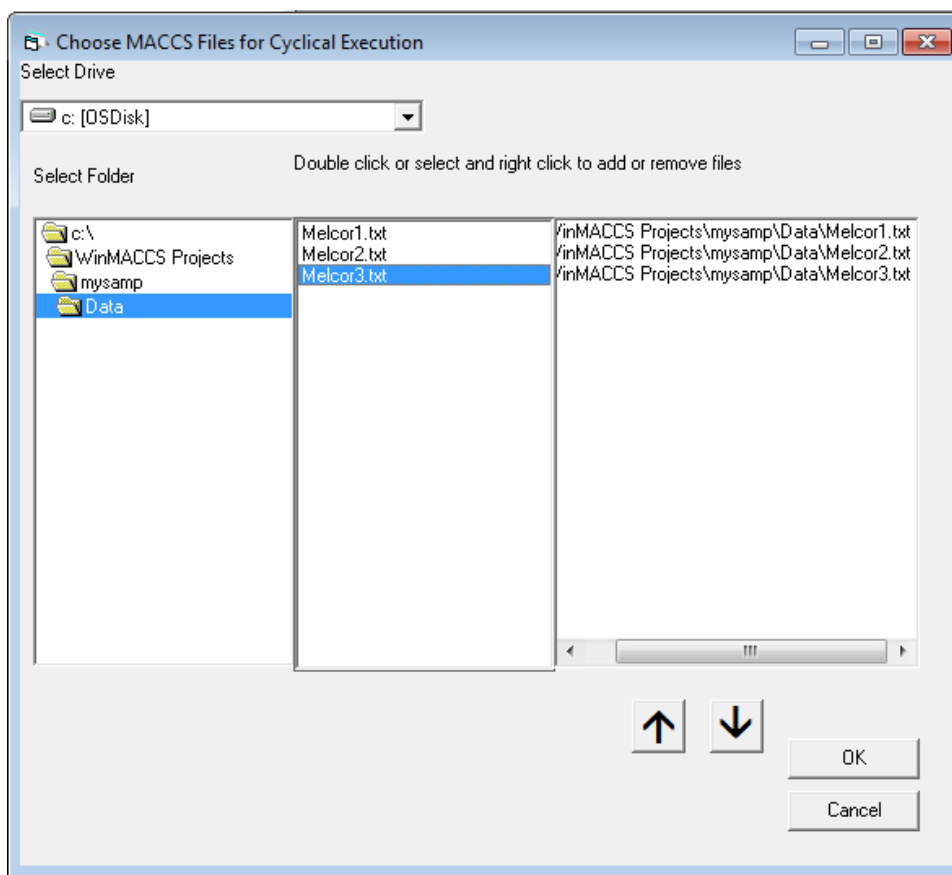 Choose MACCS Files for Cyclical Execution
Select Drive
c: [OSDisk]
Double click or select and right click to add or remove files
Select Folder
c:\
WinMACCS Projects
mysamp
Data
Melcor1.txt
Melcor2.txt
Melcor3.txt
inMACCS Projects\mysamp\Data\Melcor1.txt
inMACCS Projects\mysamp\Data\Melcor2.txt
inMACCS Projects\mysamp\Data\Melcor3.txt
OK
Cancel